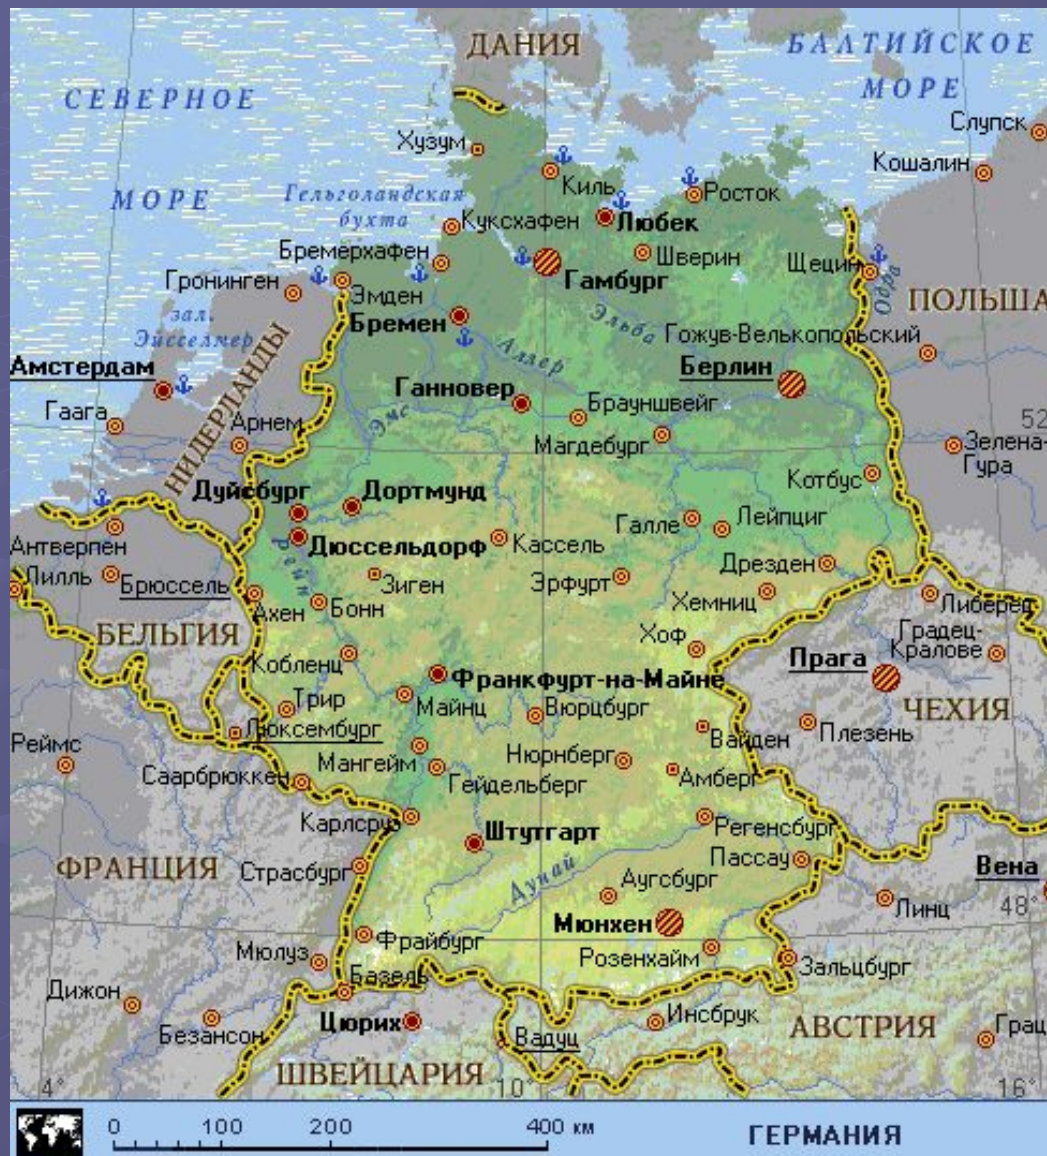 ДАНИЯ
БАЛТИЙСКОЕ
МОРЕ
СЕВЕРНОЕ
МОРЕ
Слупск
Хузум
Кошалин
Киль
Росток
Гельголандская
бухта
Куксхафен
Любек
Бремерхафен
Шверин
Щецин
Гронинген
Эмден
Гамбург
Одра
ПОЛЬША
зал.
Эйсселмер
Бремен
Эльба
Гожув-Велькопольский
Аллер
Амстердам
НИДЕРЛАНДЫ
Ганновер
Берлин
Гаага
Арнем
Эмс
Брауншвейг
52
Магдебург
Зелена-
Гура
Котбус
Дуйсбург
Дортмунд
Галле
Лейпциг
Антверпен
Рейн
Дюссельдорф
Кассель
Лилль
Брюссель
Зиген
Эрфурт
Дрезден
Ахен
Бонн
Хемниц
Либерец
БЕЛЬГИЯ
Хоф
Градец-
Кралове
Кобленц
Прага
Франкфурт-на-Майне
Трир
Майнц
Вюрцбург
ЧЕХИЯ
Люксембург
Вайден
Плезень
Реймс
Мангейм
Нюрнберг
Саарбрюккен
Гейдельберг
Амберг
Карлсруэ
Штутгарт
Регенсбург
ФРАНЦИЯ
Страсбург
Пассау
Вена
Дунай
Аугсбург
Линц
48°
Мюнхен
Мюлуз
Фрайбург
Розенхайм
Зальцбург
Базель
Дижон
Безансон
Цюрих
Инсбрук
АВСТРИЯ
Вадуц
Грац
ШВЕЙЦАРИЯ
4°
10°
16°
0 100 200 400 км
ГЕРМАНИЯ